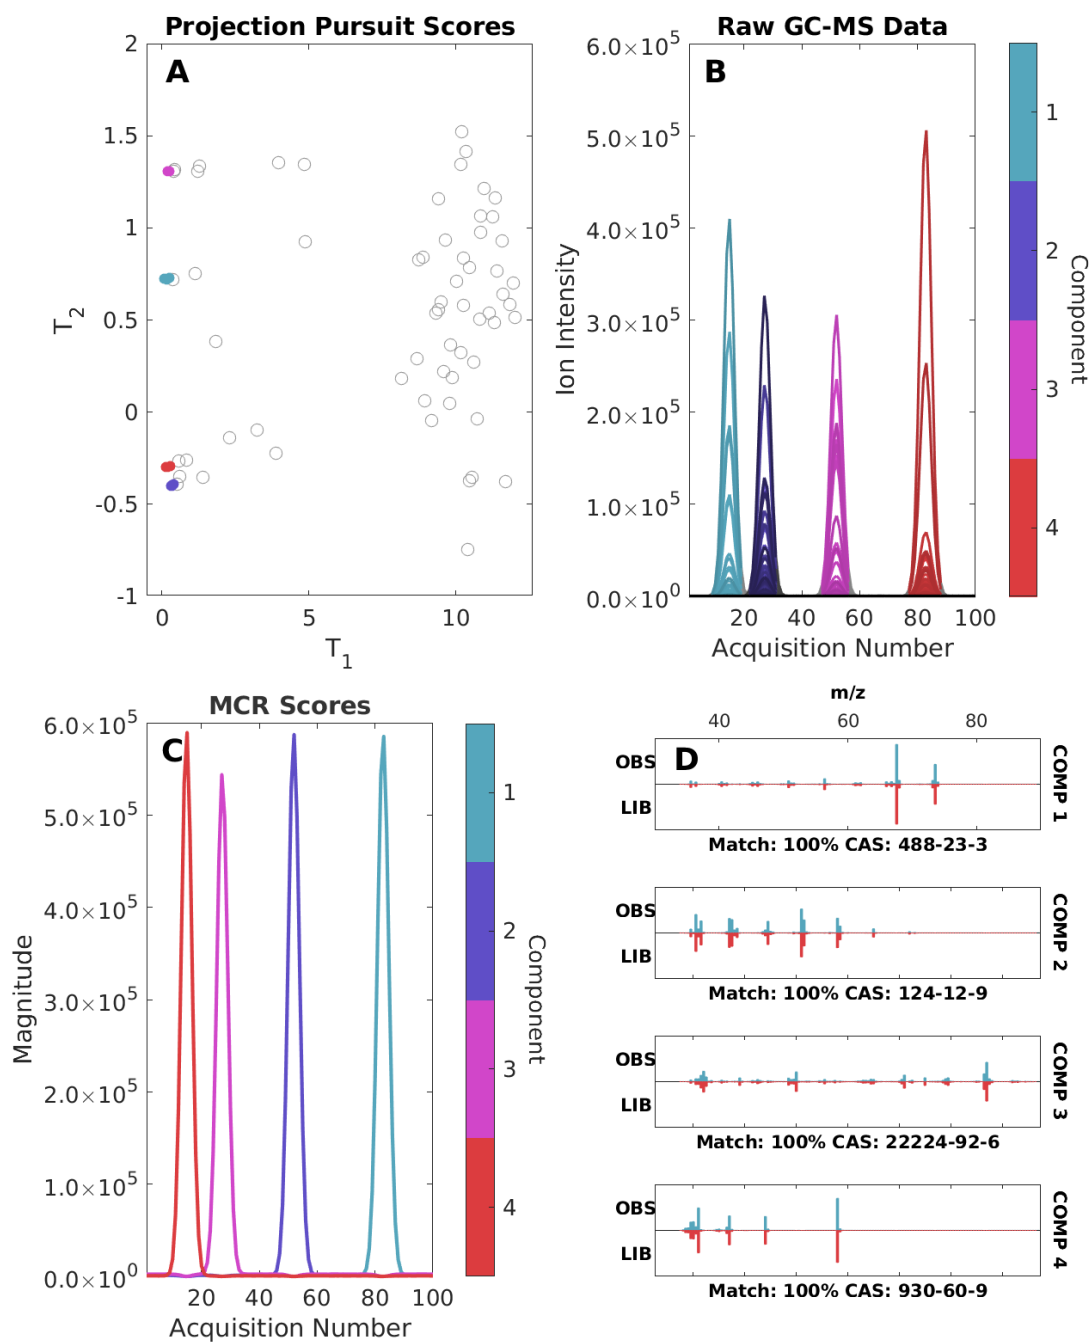 Projection Pursuit Scores
A
2
1.5
1
0.5
0
-0.5
-1
T2
0 5 10
T1
Raw GC-MS Data
B
6.0×10^5
5.0×10^5
4.0×10^5
3.0×10^5
2.0×10^5
1.0×10^5
0.0×10^0
Ion Intensity
20 40 60 80 100
Acquisition Number
1
2
3
4
Component
MCR Scores
C
6.0×10^5
5.0×10^5
4.0×10^5
3.0×10^5
2.0×10^5
1.0×10^5
0.0×10^0
Magnitude
20 40 60 80 100
Acquisition Number
1
2
3
4
Component
m/z
40 60 80
D
OBS
LIB
COMP 1
Match: 100% CAS: 488-23-3
OBS
LIB
COMP 2
Match: 100% CAS: 124-12-9
OBS
LIB
COMP 3
Match: 100% CAS: 22224-92-6
OBS
LIB
COMP 4
Match: 100% CAS: 930-60-9